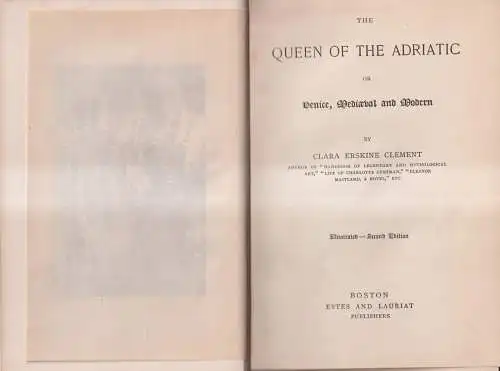 THE
QUEEN OF THE ADRIATIC
OR
Venice, Mediæval and Modern
BY
CLARA ERSKINE CLEMENT
AUTHOR OF "HANDBOOK OF LEGENDARY AND MYTHOLOGICAL
ART," "LIFE OF CHARLOTTE CUSHMAN," "ELEANOR
MAITLAND, A NOVEL," ETC.
Illustrated—Second Edition
BOSTON
ESTES AND LAURIAT
PUBLISHERS